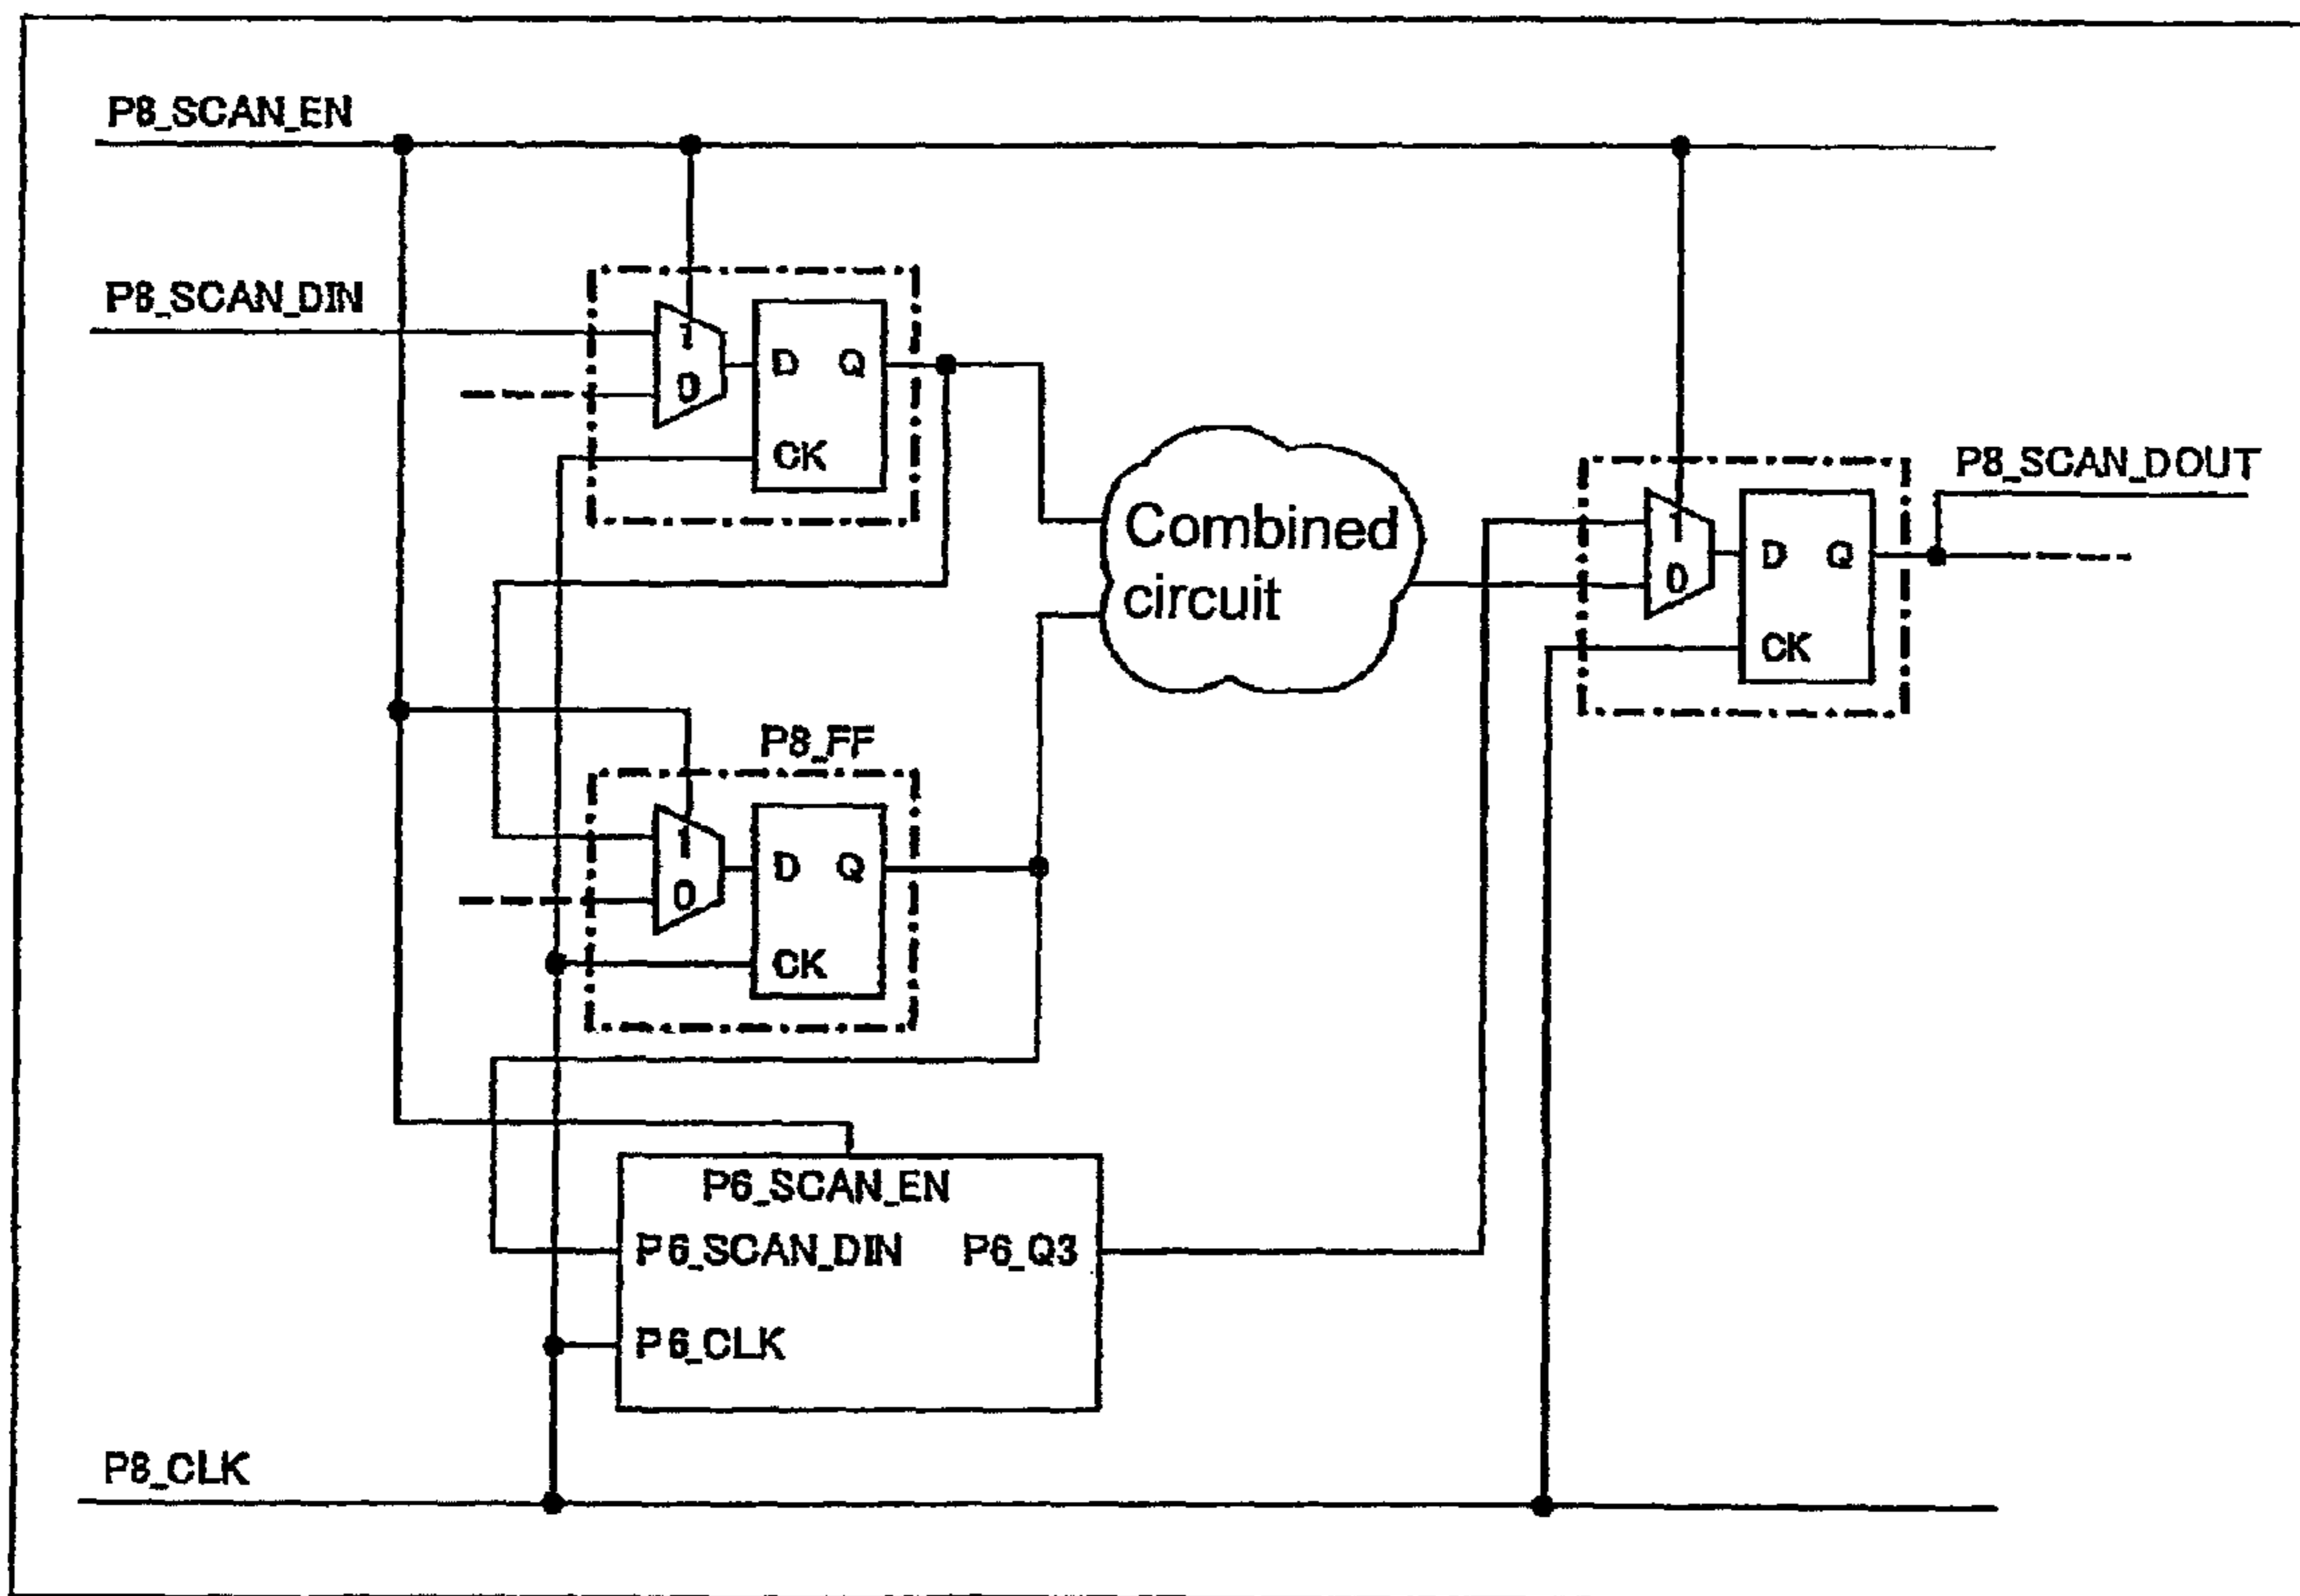 P8_SCAN_EN
P8_SCAN_DIN
1
0
D Q
CK
Combined
circuit
P8_SCAN_DOUT
1
0
D Q
CK
P8_FF
1
0
D Q
CK
P6_SCAN_EN
P6_SCAN_DIN P6_Q3
P6_CLK
P8_CLK